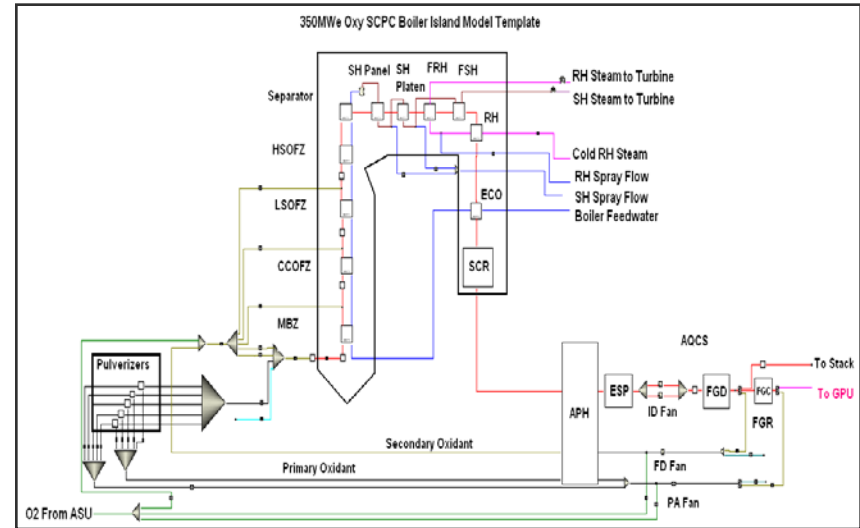 350MWe Oxy SCPC Boiler Island Model Template
SH Panel
SH
Platen
FRH
FSH
RH Steam to Turbine
SH Steam to Turbine
Separator
RH
HSOFZ
Cold RH Steam
RH Spray Flow
SH Spray Flow
Boiler Feedwater
LSOFZ
ECO
CCOFZ
SCR
MBZ
AQCS
Pulverizers
To Stack
To GPU
APH
ESP
ID Fan
FGD
FGC
FGR
Secondary Oxidant
FD Fan
Primary Oxidant
PA Fan
O2 From ASU